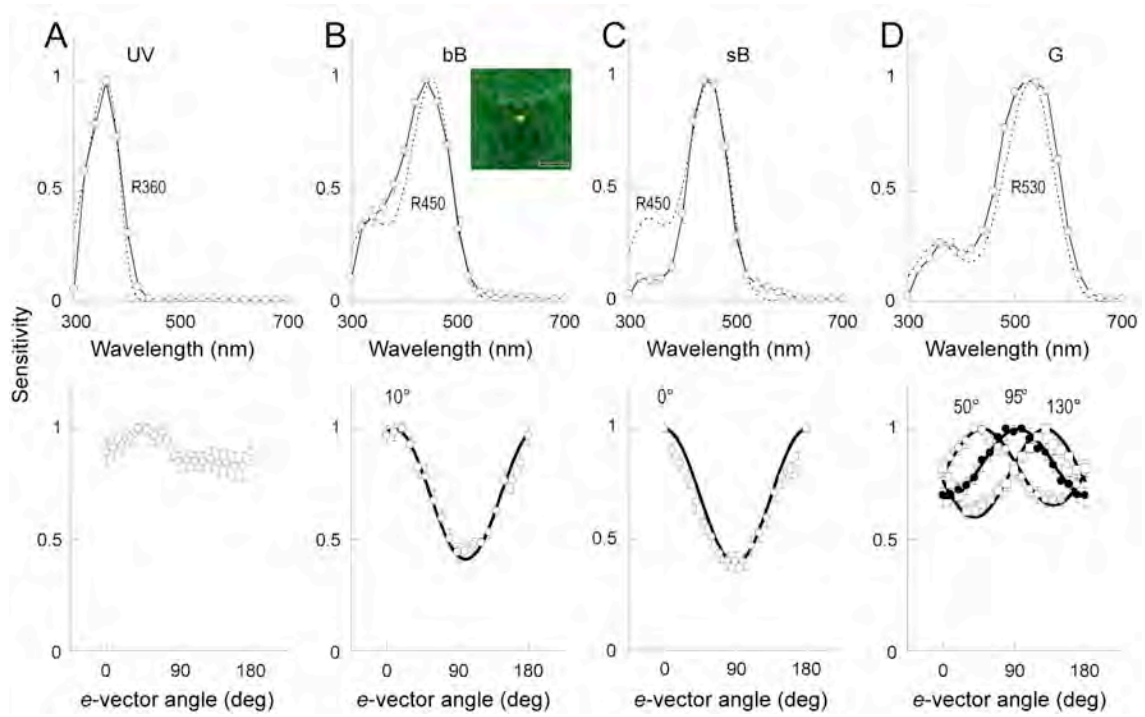 A B C D
UV bB sB G
1 1 1 1
0.5 0.5 0.5 0.5
R360 R450 R450 R530
0 0 0 0
300 500 700 300 500 700 300 500 700 300 500 700
Wavelength (nm) Wavelength (nm) Wavelength (nm) Wavelength (nm)
Sensitivity
10° 0° 50° 95° 130°
1 1 1 1
0.5 0.5 0.5 0.5
0 0 0 0
0 90 180 0 90 180 0 90 180 0 90 180
e-vector angle (deg) e-vector angle (deg) e-vector angle (deg) e-vector angle (deg)